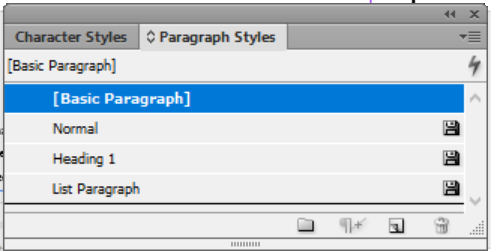 Character Styles Paragraph Styles
[Basic Paragraph]
[Basic Paragraph]
Normal
Heading 1
List Paragraph